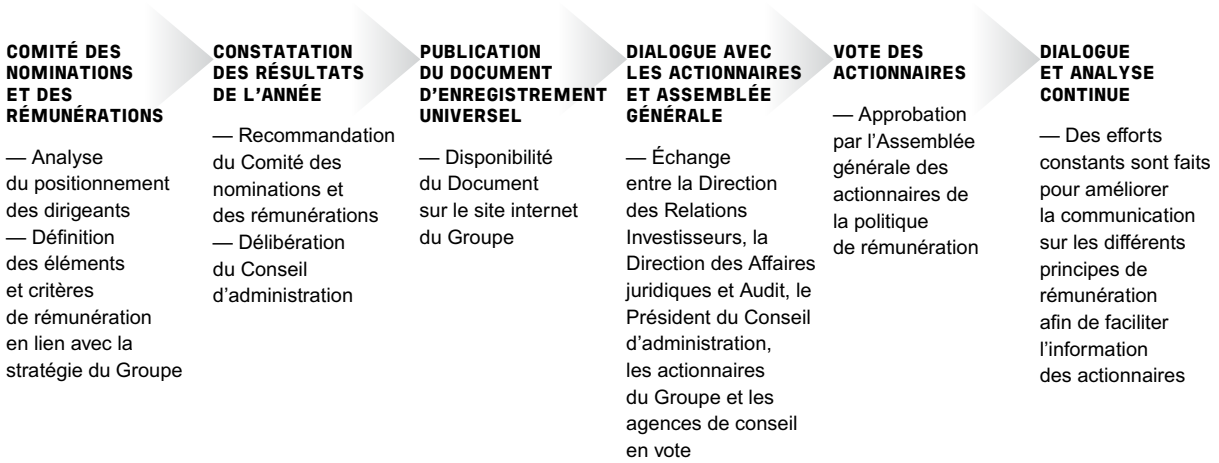 COMITÉ DES
NOMINATIONS
ET DES
RÉMUNÉRATIONS
— Analyse
du positionnement
des dirigeants
— Définition
des éléments
et critères
de rémunération
en lien avec la
stratégie du Groupe
CONSTATATION
DES RÉSULTATS
DE L’ANNÉE
— Recommandation
du Comité des
nominations et
des rémunérations
— Délibération
du Conseil
d’administration
PUBLICATION
DU DOCUMENT
D’ENREGISTREMENT
UNIVERSEL
— Disponibilité
du Document
sur le site internet
du Groupe
DIALOGUE AVEC
LES ACTIONNAIRES
ET ASSEMBLÉE
GÉNÉRALE
— Échange
entre la Direction
des Relations
Investisseurs, la
Direction des Affaires
juridiques et Audit, le
Président du Conseil
d’administration,
les actionnaires
du Groupe et les
agences de conseil
en vote
VOTE DES
ACTIONNAIRES
— Approbation
par l’Assemblée
générale des
actionnaires de
la politique
de rémunération
DIALOGUE
ET ANALYSE
CONTINUE
— Des efforts
constants sont faits
pour améliorer
la communication
sur les différents
principes de
rémunération
afin de faciliter
l’information
des actionnaires